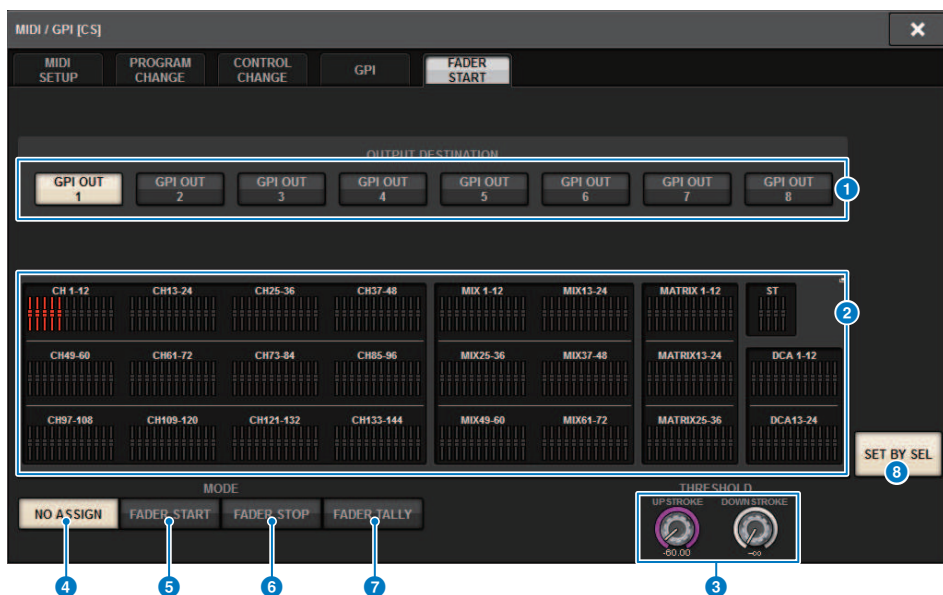 MIDI / GPI [CS]
MIDI SETUP
PROGRAM CHANGE
CONTROL CHANGE
GPI
FADER START
OUTPUT DESTINATION
GPI OUT 1
GPI OUT 2
GPI OUT 3
GPI OUT 4
GPI OUT 5
GPI OUT 6
GPI OUT 7
GPI OUT 8
1
CH 1-12
CH13-24
CH25-36
CH37-48
MIX 1-12
MIX13-24
MATRIX 1-12
ST
2
CH49-60
CH61-72
CH73-84
CH85-96
MIX25-36
MIX37-48
MATRIX13-24
DCA 1-12
CH97-108
CH109-120
CH121-132
CH133-144
MIX49-60
MIX61-72
MATRIX25-36
DCA13-24
SET BY SEL
8
MODE
THRESHOLD
NO ASSIGN
FADER START
FADER STOP
FADER TALLY
UPSTROKE
DOWN STROKE
-60.00
-∞
4
5
6
7
3